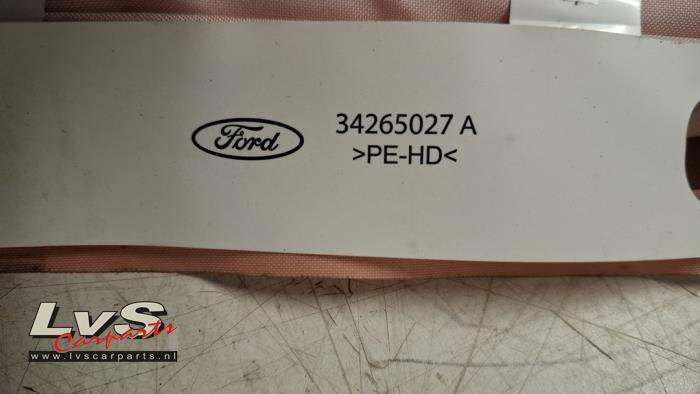 Ford
34265027 A
>PE-HD<
LvS
Carparts
www.lvscarparts.nl